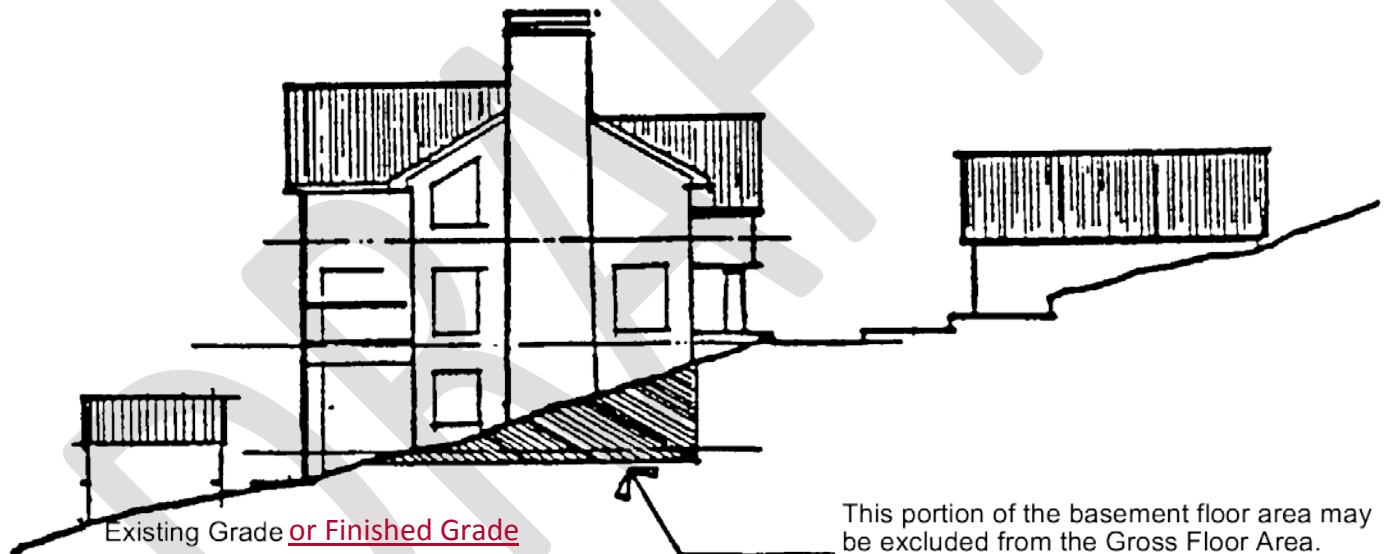 DRAFT
Existing Grade or Finished Grade
This portion of the basement floor area may
be excluded from the Gross Floor Area.